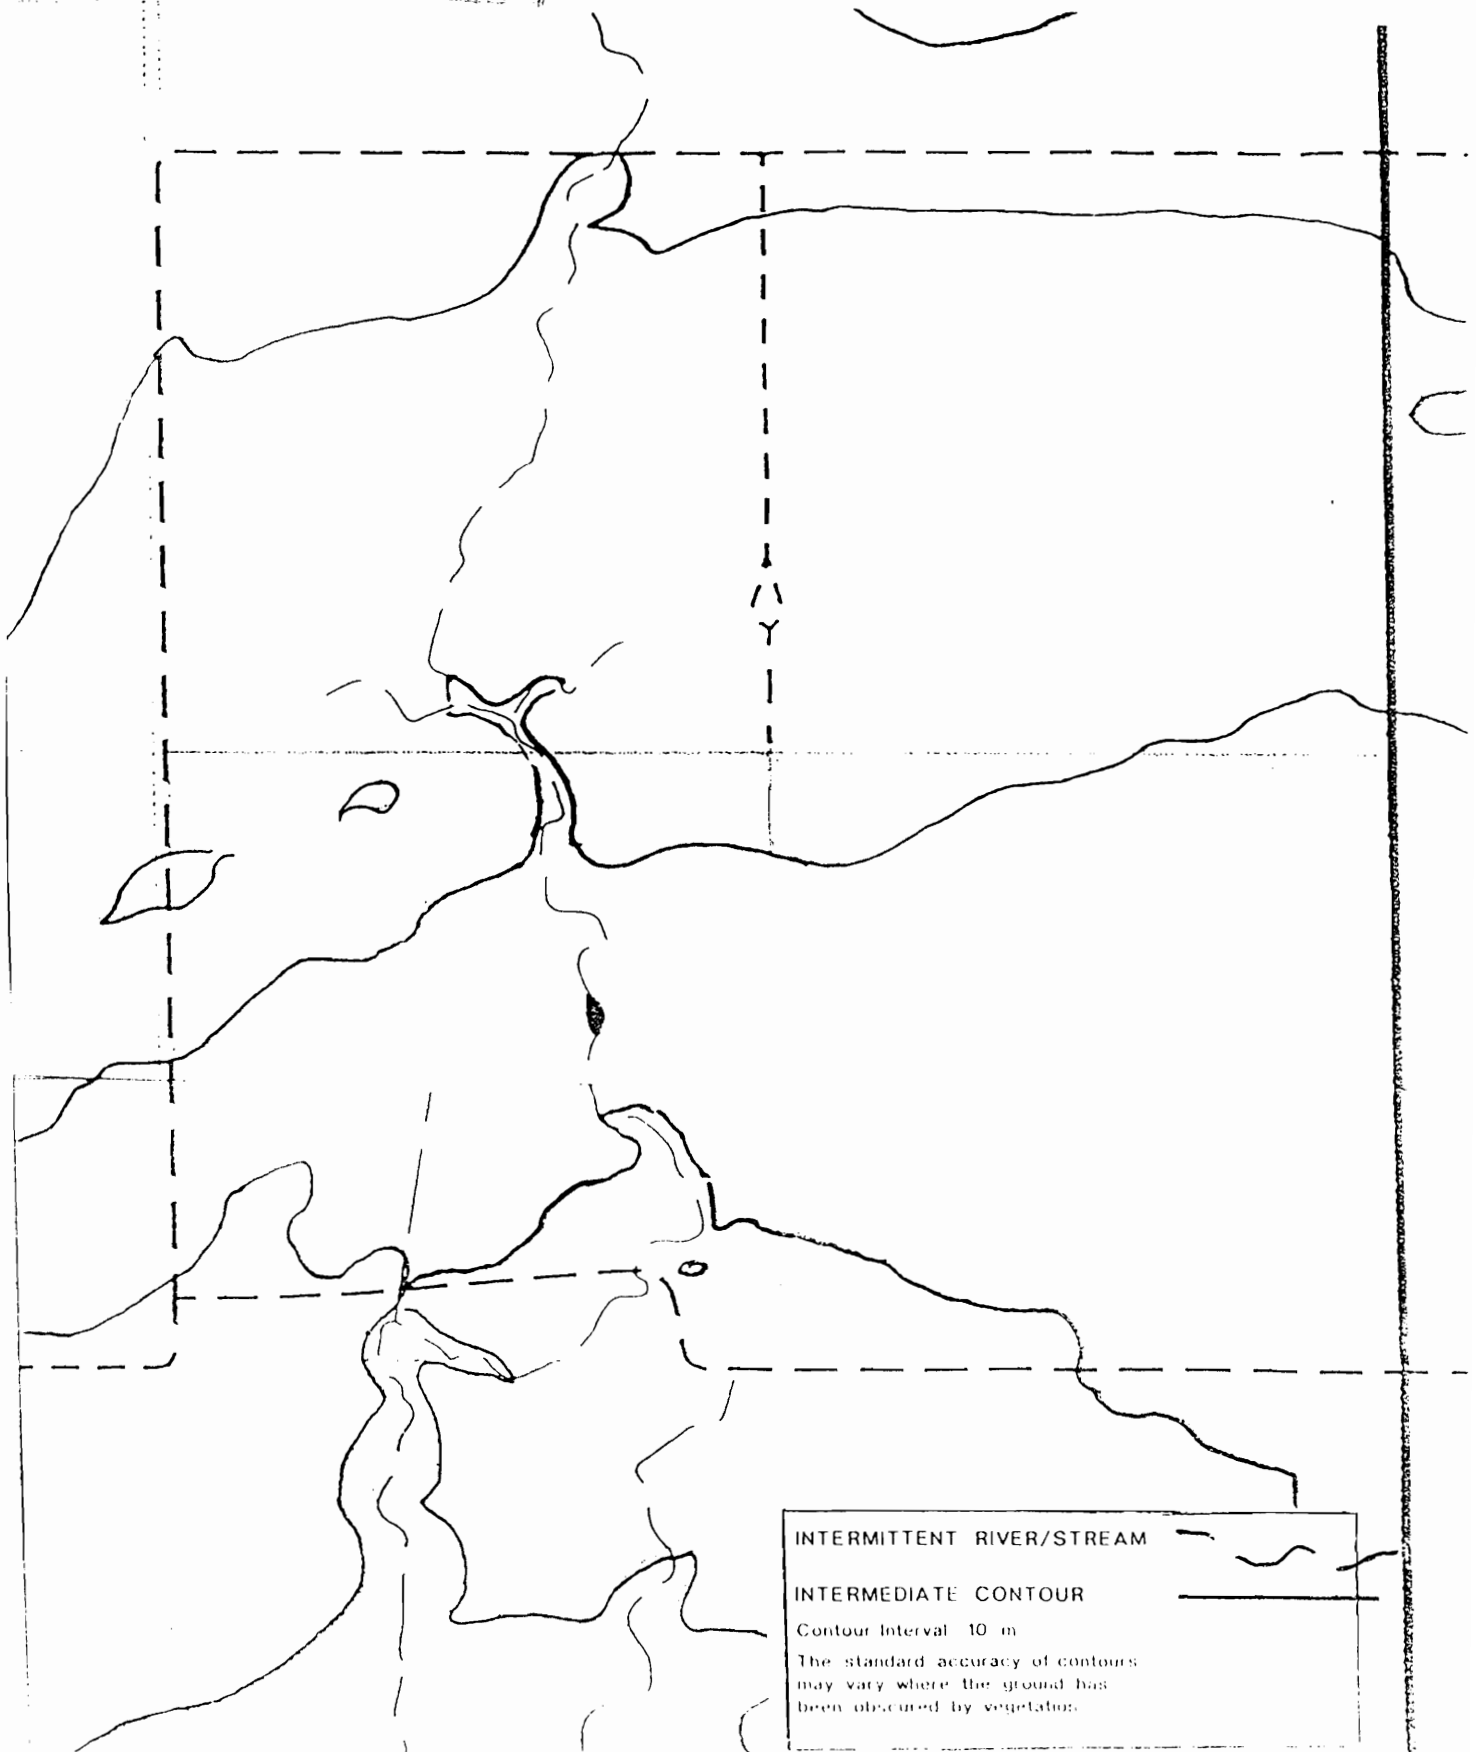 INTERMITTENT RIVER/STREAM
INTERMEDIATE CONTOUR
Contour Interval 10 m
The standard accuracy of contours
may vary where the ground has
been obscured by vegetation